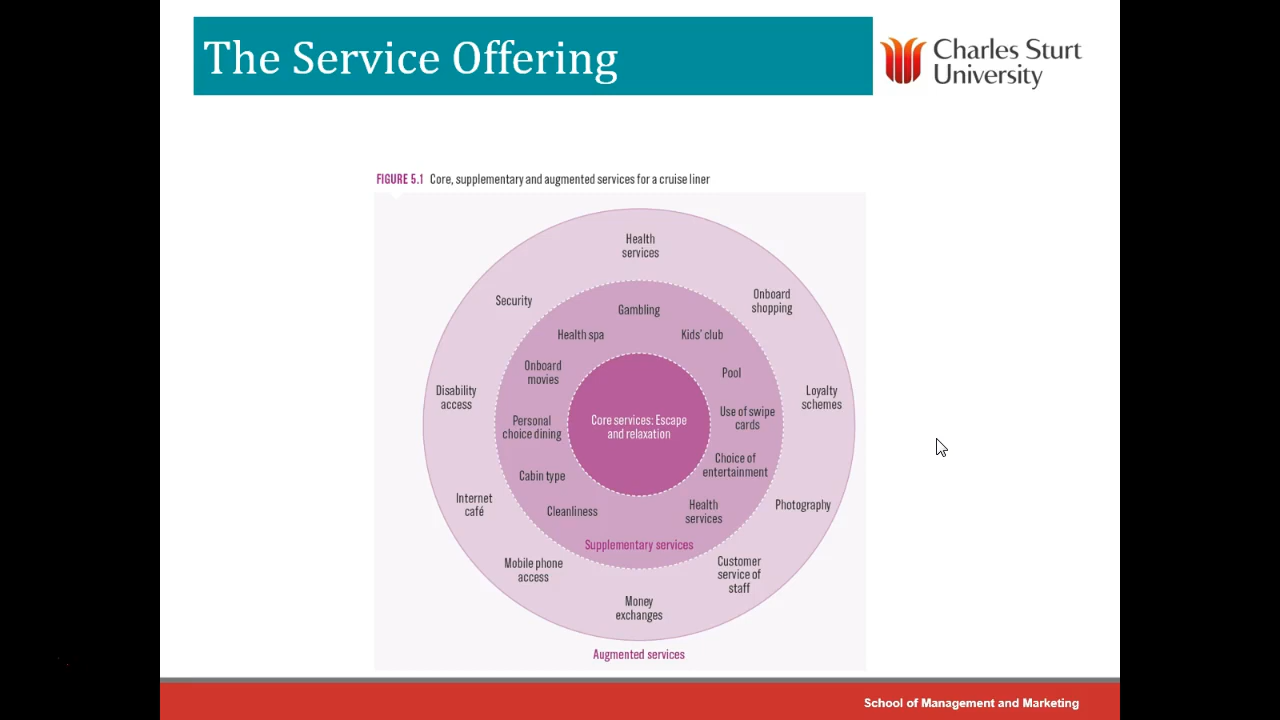 The Service Offering
Charles Sturt
University
FIGURE 5.1 Core, supplementary and augmented services for a cruise liner
Health
services
Security
Onboard
shopping
Gambling
Health spa
Kids' club
Onboard
movies
Pool
Disability
access
Loyalty
schemes
Personal
choice dining
Core services: Escape
and relaxation
Use of swipe
cards
Cabin type
Choice of
entertainment
Internet
café
Cleanliness
Health
services
Photography
Supplementary services
Mobile phone
access
Customer
service of
staff
Money
exchanges
Augmented services
School of Management and Marketing